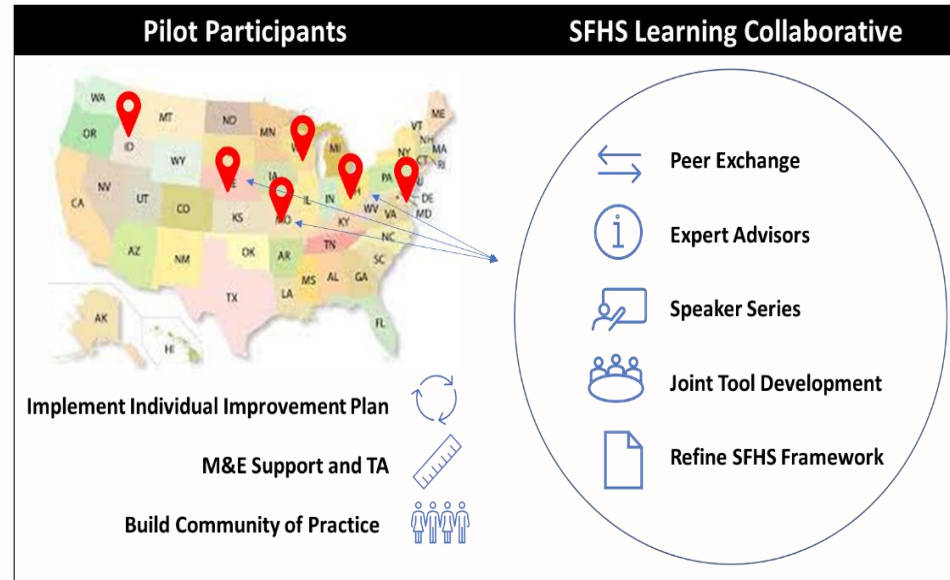 Pilot Participants
SFHS Learning Collaborative
WA
OR
ID
MT
ND
MN
MI
VT
ME
NH
NY
MA
CT
RI
WY
IA
PA
NV
UT
CO
KS
IL
IN
WV
VA
DE
MD
CA
KY
NC
AZ
NM
OK
AR
TN
SC
TX
LA
MS
AL
GA
FL
AK
HI
Implement Individual Improvement Plan
M&E Support and TA
Build Community of Practice
Peer Exchange
Expert Advisors
Speaker Series
Joint Tool Development
Refine SFHS Framework